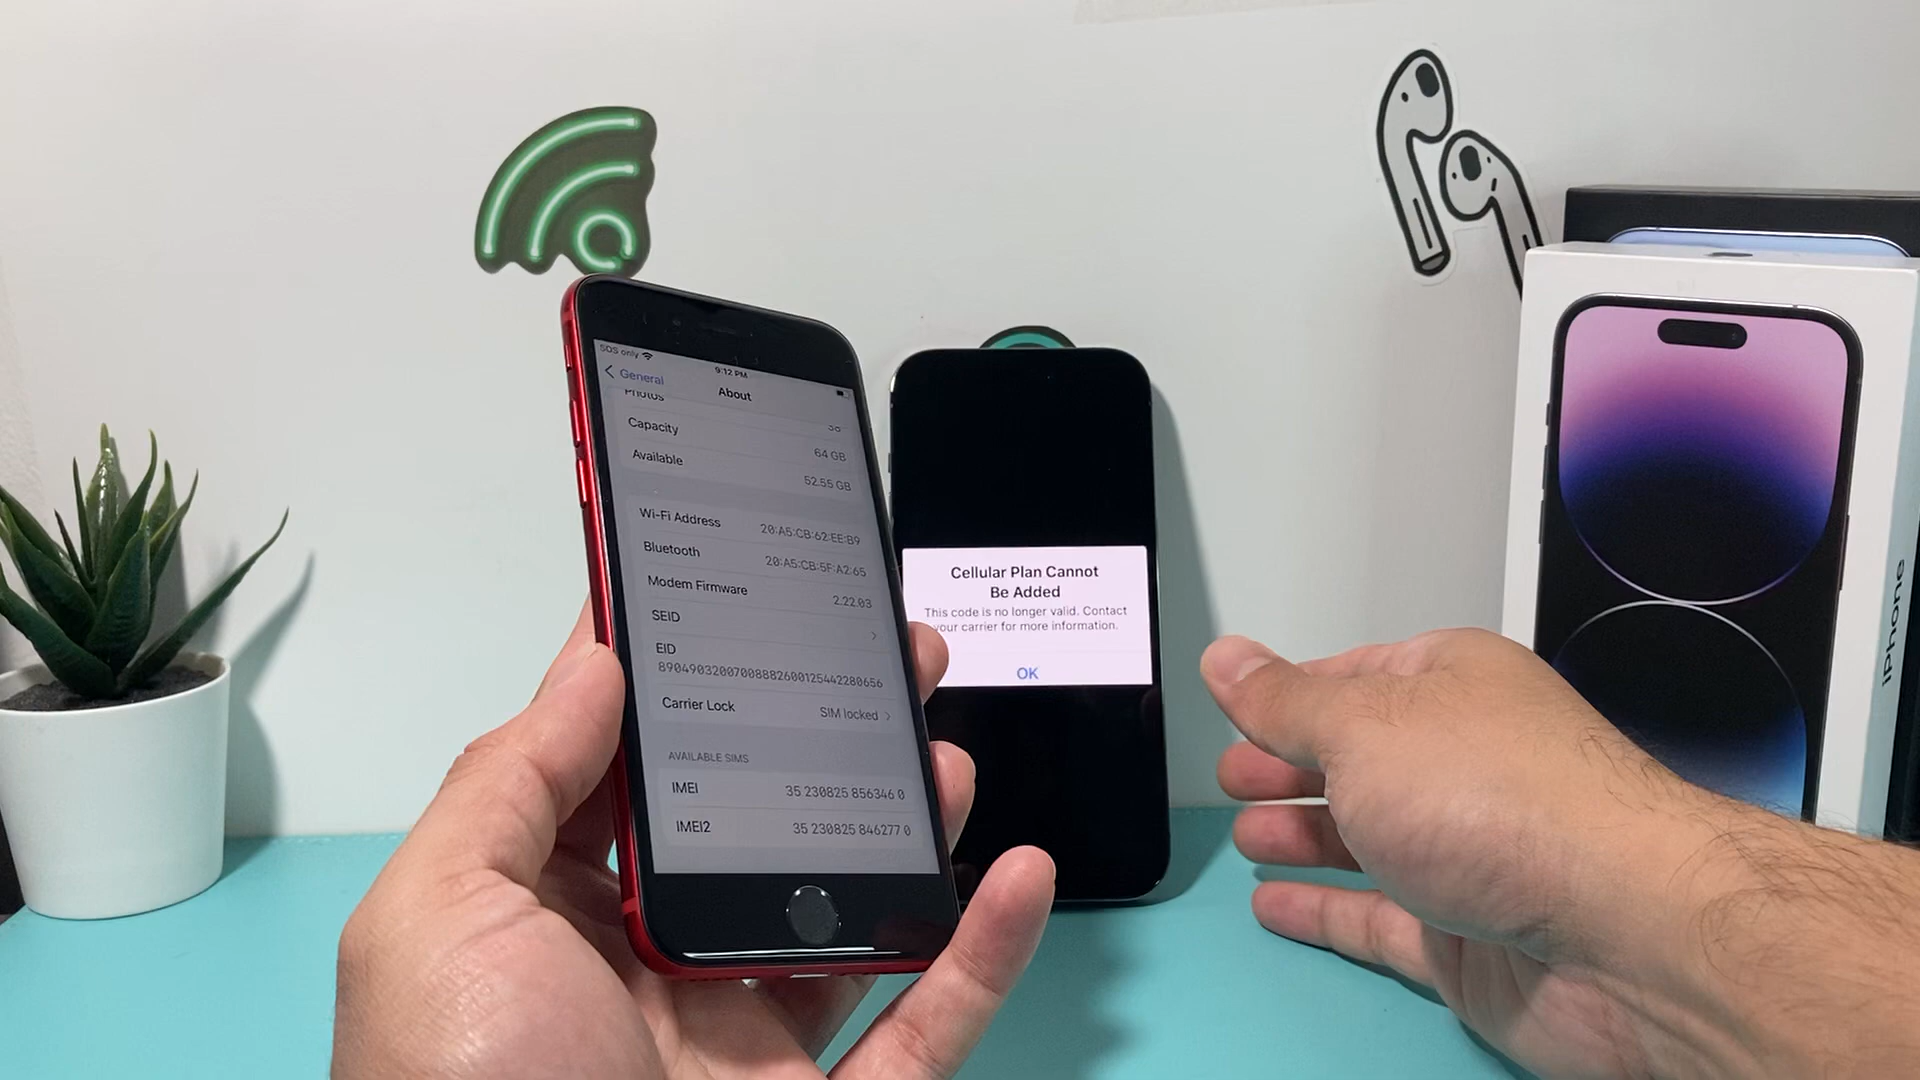 SOS only
9:12 PM
General
About
Photos
Capacity
64 GB
Available
52.55 GB
Wi-Fi Address
20:A5:CB:62:EE:B9
Bluetooth
20:A5:CB:5F:A2:65
Modem Firmware
2.22.03
SEID
EID
89049032007008882600125442280656
Carrier Lock
SIM locked
AVAILABLE SIMS
IMEI
35 230825 856346 0
IMEI2
35 230825 846277 0
Cellular Plan Cannot
Be Added
This code is no longer valid. Contact
your carrier for more information.
OK
iPhone